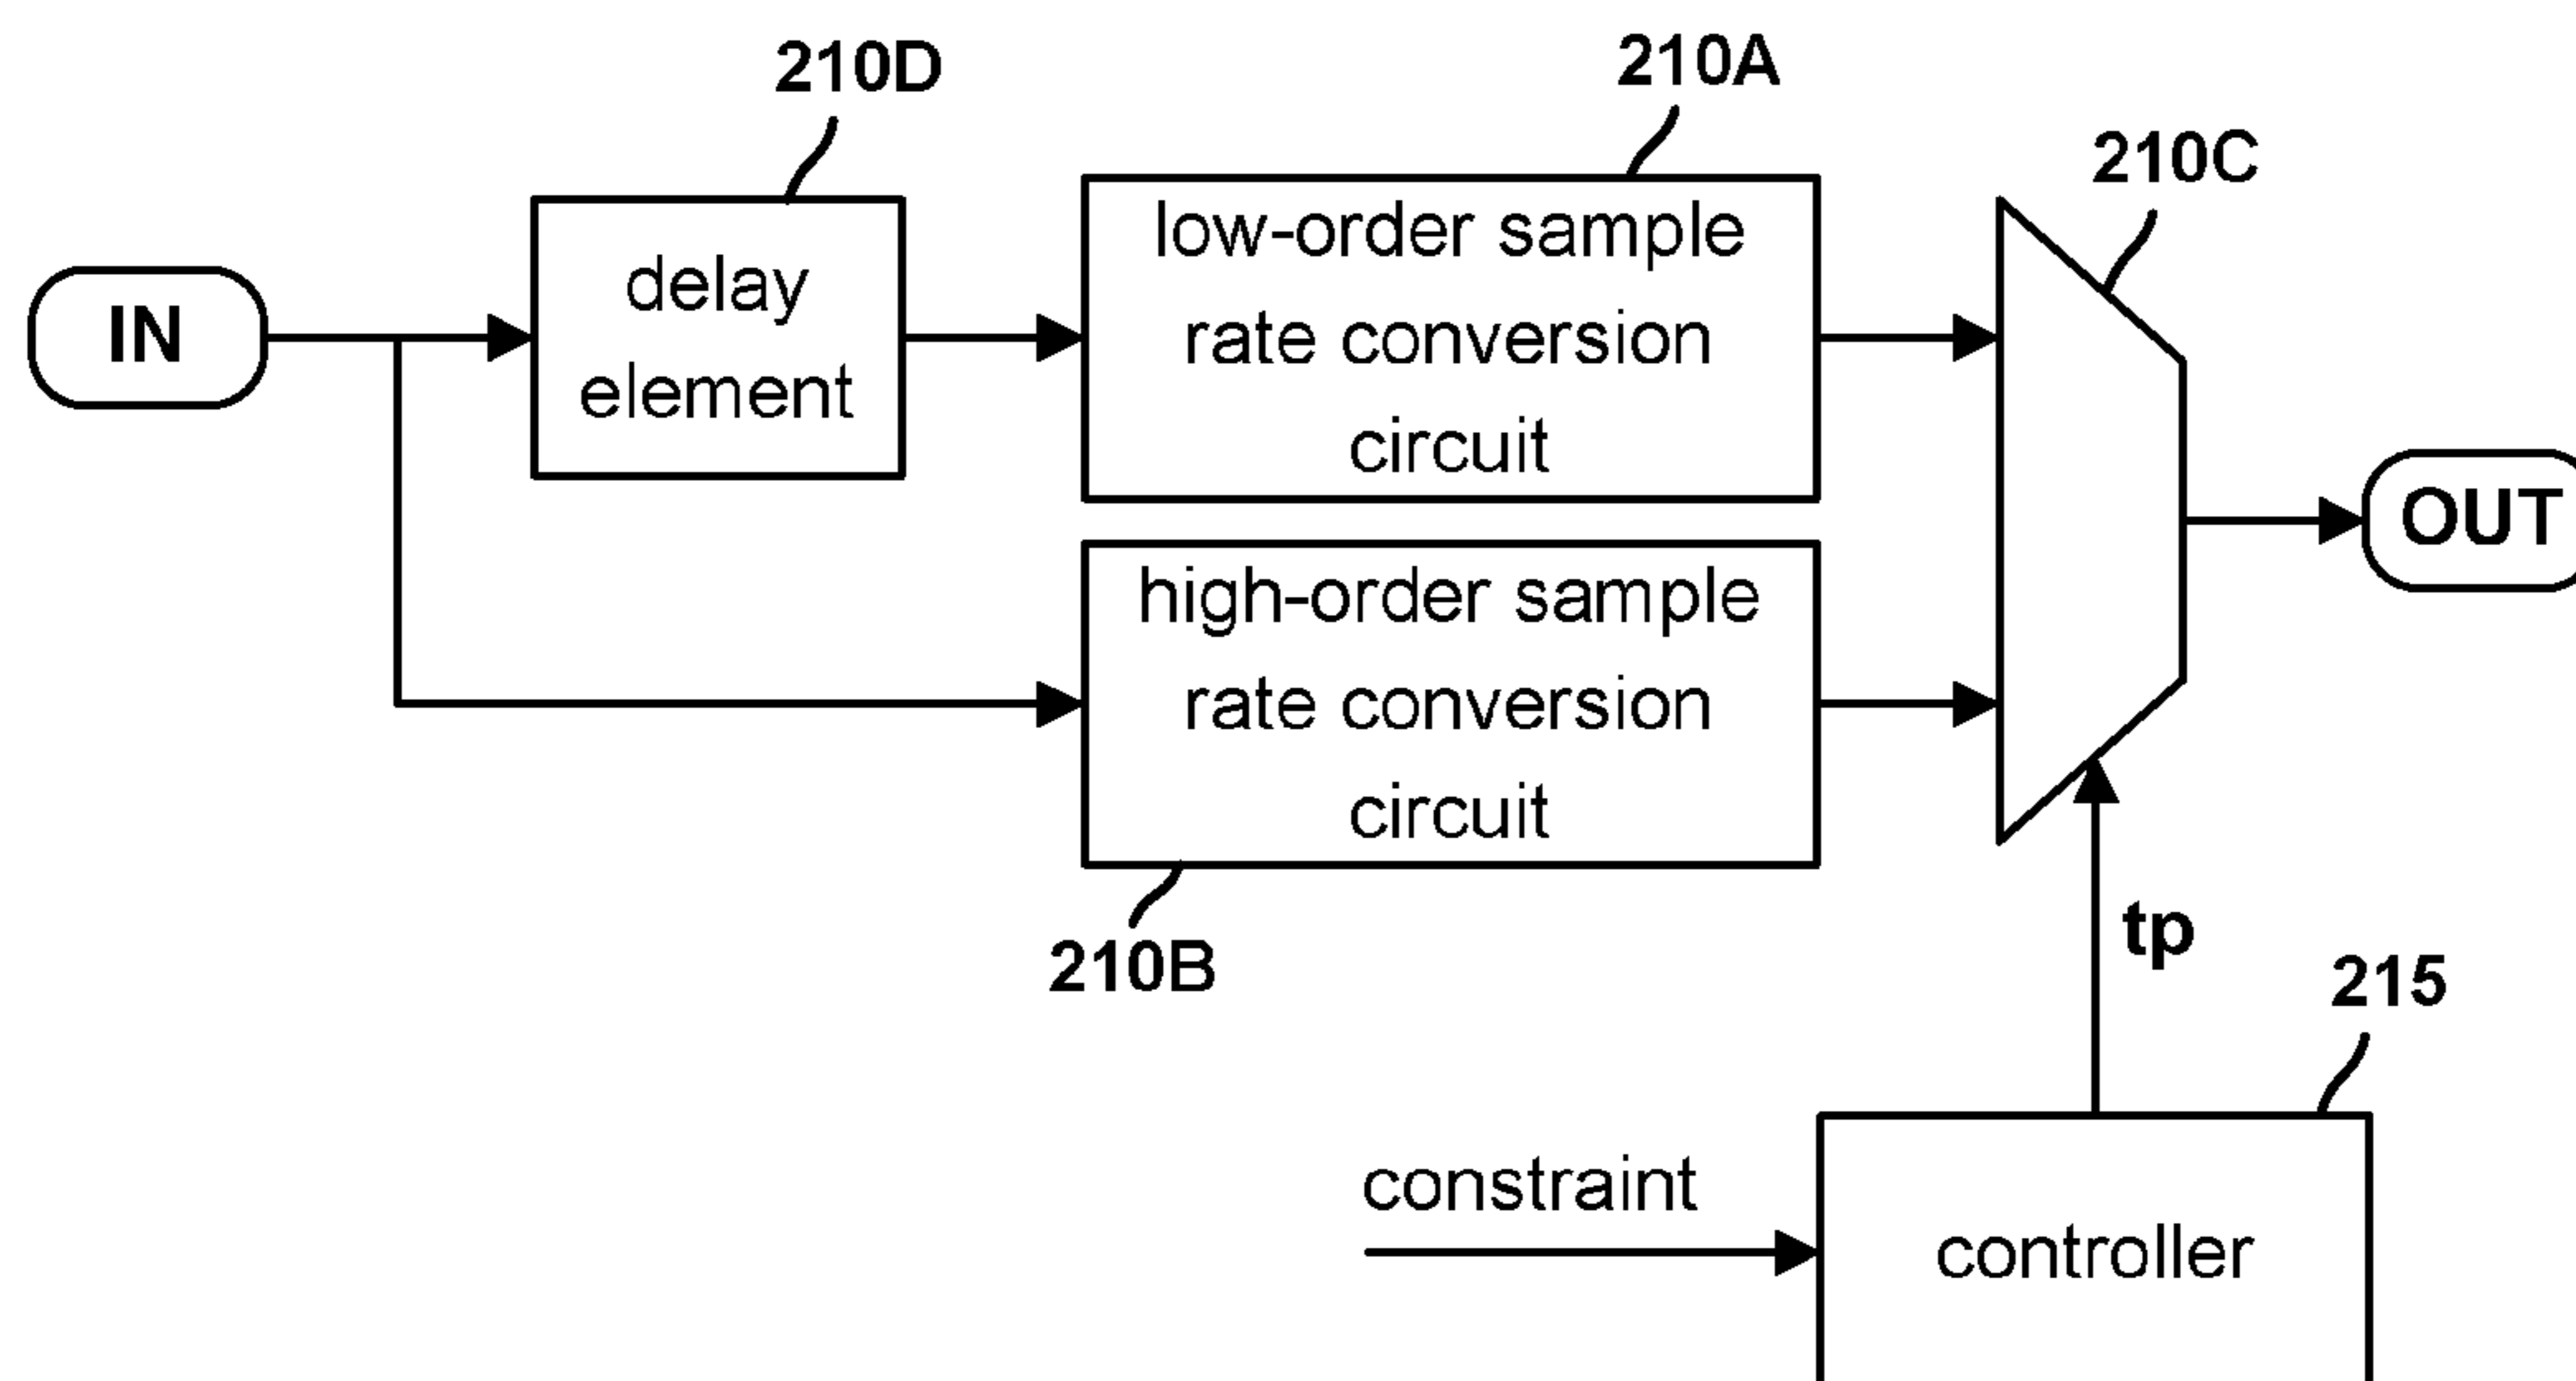 210D
210A
210C
IN
delay
element
low-order sample
rate conversion
circuit
OUT
high-order sample
rate conversion
circuit
210B
tp
215
constraint
controller